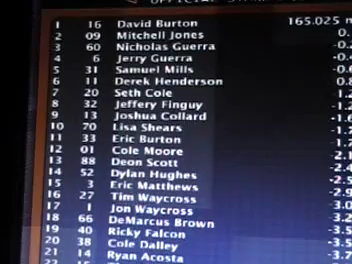 OFFICIAL
1 16 David Burton 165.025
2 09 Mitchell Jones
3 60 Nicholas Guerra
4 6 Jerry Guerra
5 31 Samuel Mills
6 11 Derek Henderson
7 20 Seth Cole
8 32 Jeffery Finguy
9 13 Joshua Collard
10 70 Lisa Shears
11 33 Eric Burton
12 01 Cole Moore
13 88 Deon Scott
14 52 Dylan Hughes
15 3 Eric Matthews
16 27 Tim Waycross
17 1 Jon Waycross
18 66 DeMarcus Brown
19 40 Ricky Falcon
20 38 Cole Dalley
21 14 Ryan Acosta